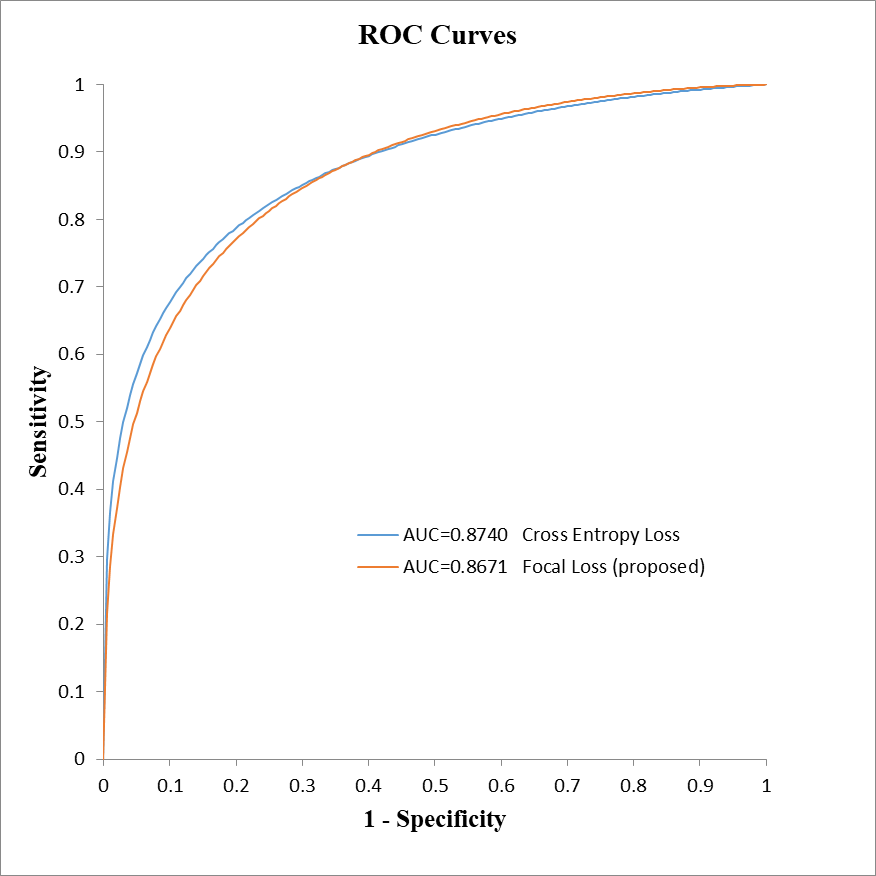 ROC Curves
1
0.9
0.8
0.7
0.6
0.5
0.4
0.3
0.2
0.1
0
Sensitivity
AUC=0.8740 Cross Entropy Loss
AUC=0.8671 Focal Loss (proposed)
0 0.1 0.2 0.3 0.4 0.5 0.6 0.7 0.8 0.9 1
1 - Specificity